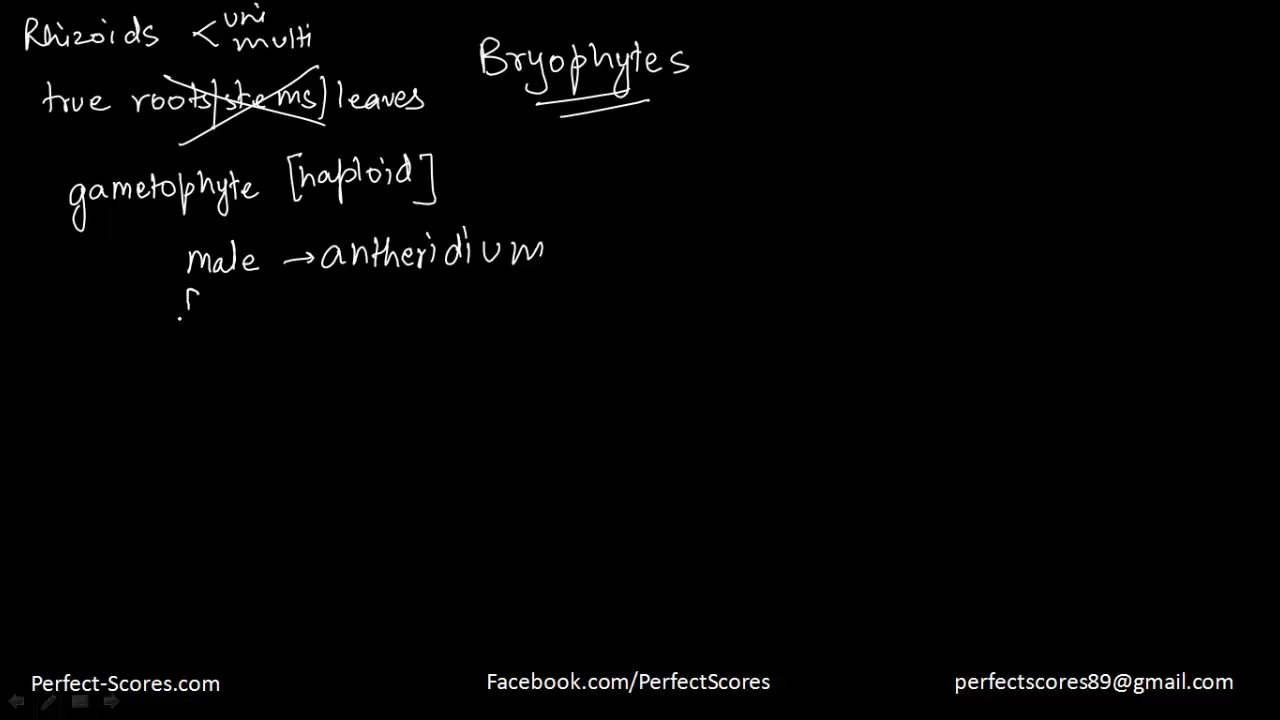 Rhizoids < uni
multi
Bryophytes
true roots|stems|leaves
gametophyte [haploid]
male → antheridium
Perfect-Scores.com
Facebook.com/PerfectScores
perfectscores89@gmail.com